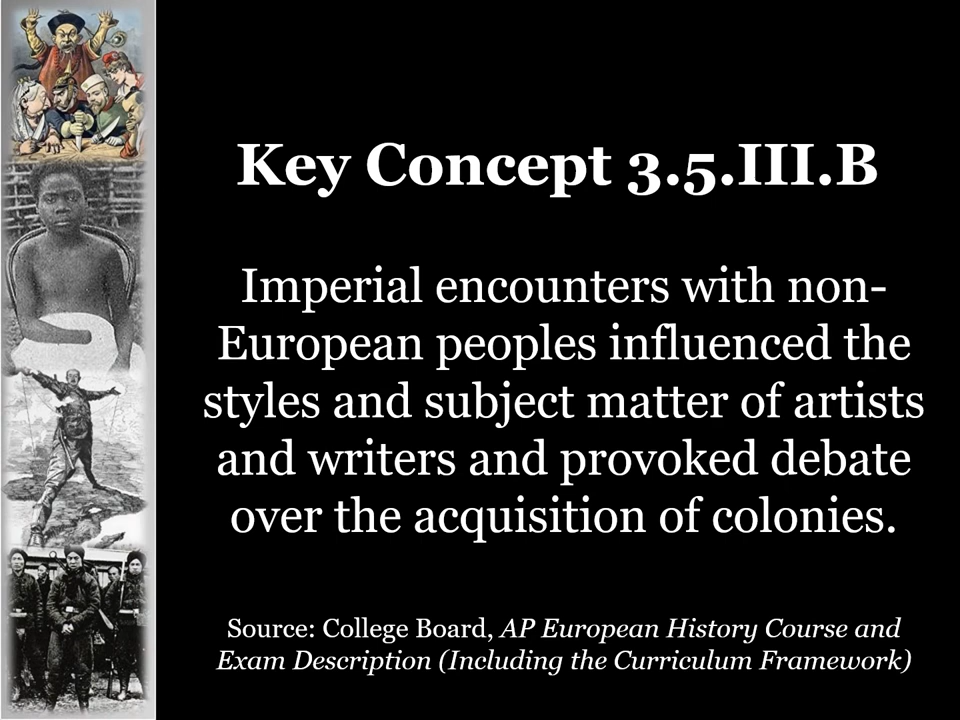 Key Concept 3.5.III.B
Imperial encounters with non-
European peoples influenced the
styles and subject matter of artists
and writers and provoked debate
over the acquisition of colonies.
Source: College Board, AP European History Course and
Exam Description (Including the Curriculum Framework)